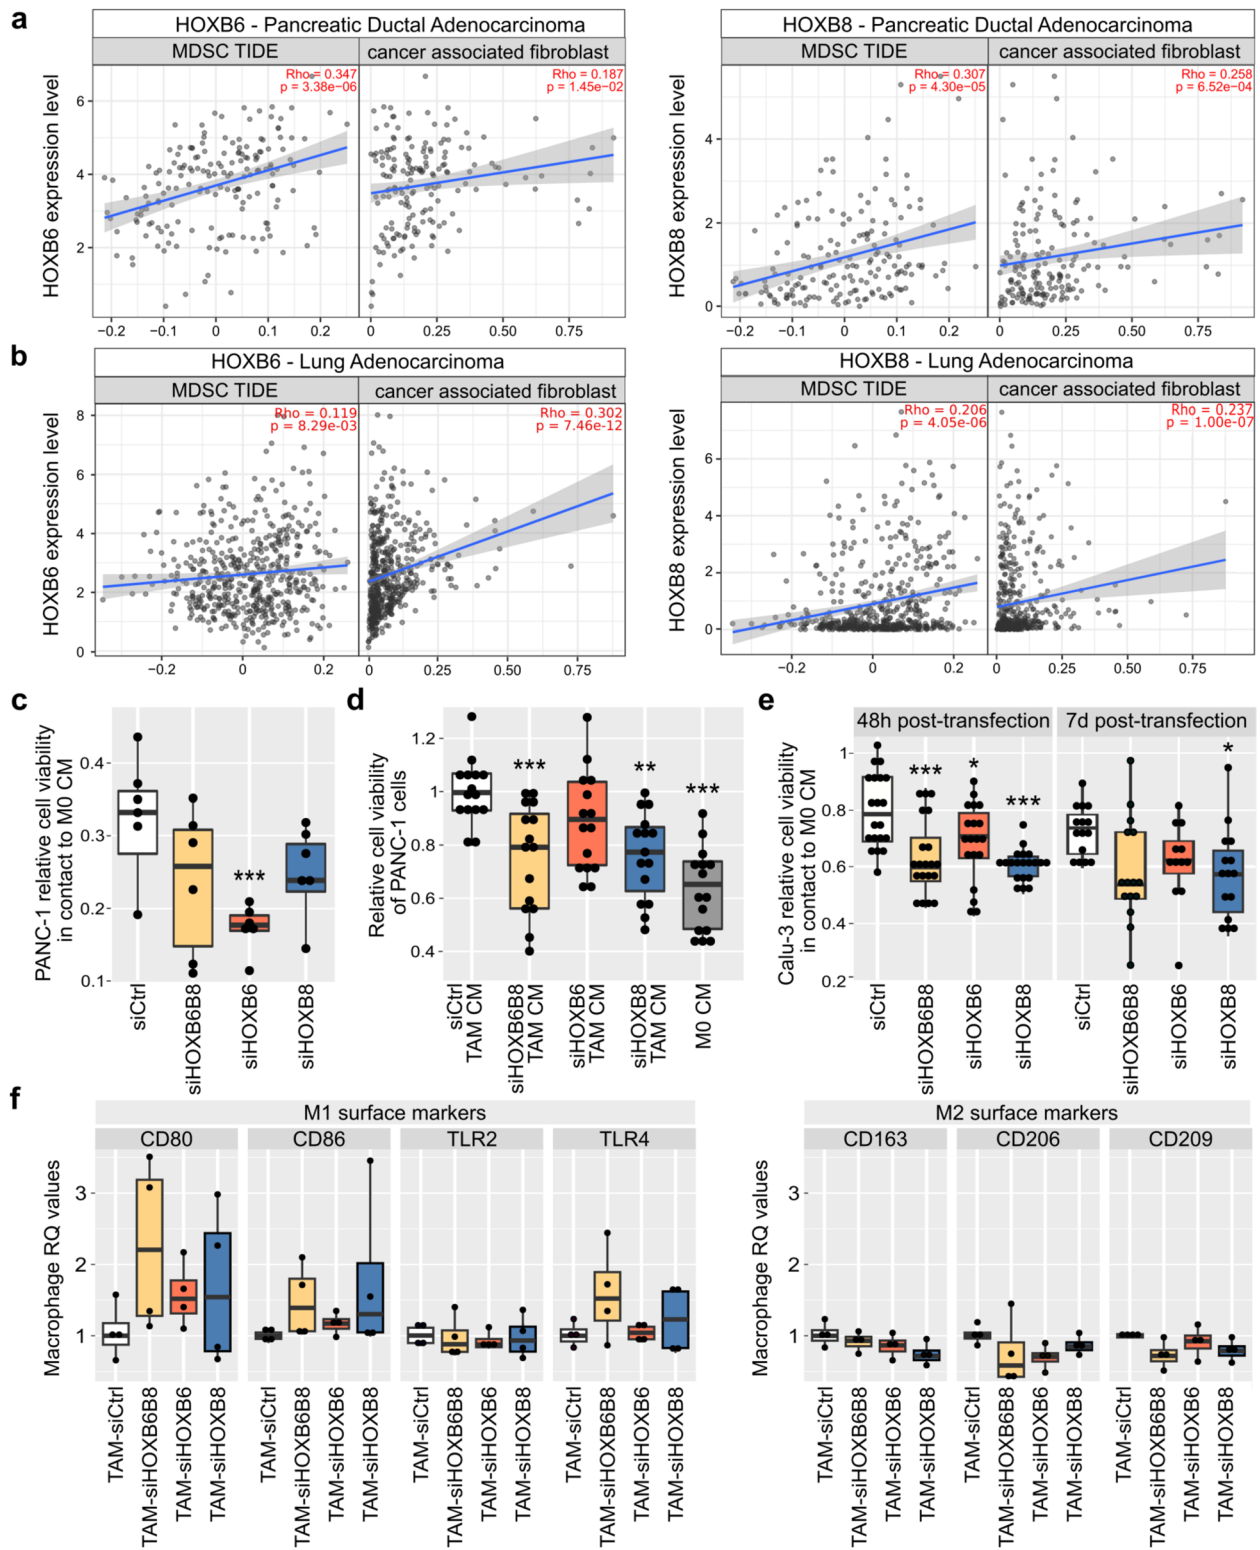 a
HOXB6 - Pancreatic Ductal Adenocarcinoma
MDSC TIDE
cancer associated fibroblast
Rho = 0.347
p = 3.38e−06
Rho = 0.187
p = 1.45e−02
HOXB6 expression level
6
4
2
−0.2
−0.1
0
0.1
0.2
0
0.25
0.50
0.75
HOXB8 - Pancreatic Ductal Adenocarcinoma
MDSC TIDE
cancer associated fibroblast
Rho = 0.307
p = 4.30e−05
Rho = 0.258
p = 6.52e−04
HOXB8 expression level
4
2
0
−0.2
−0.1
0
0.1
0.2
0
0.25
0.50
0.75
b
HOXB6 - Lung Adenocarcinoma
MDSC TIDE
cancer associated fibroblast
Rho = 0.119
p = 8.29e-03
Rho = 0.302
p = 7.46e-12
HOXB6 expression level
8
6
4
2
0
−0.2
0
0.2
0
0.25
0.50
0.75
HOXB8 - Lung Adenocarcinoma
MDSC TIDE
cancer associated fibroblast
Rho = 0.206
p = 4.05e-06
Rho = 0.237
p = 1.00e-07
HOXB8 expression level
6
4
2
0
−0.2
0
0.2
0
0.25
0.50
0.75
c
PANC-1 relative cell viability
in contact to M0 CM
0.4
0.3
0.2
0.1
***
siCtrl
siHOXB6B8
siHOXB6
siHOXB8
d
Relative cell viability
of PANC-1 cells
1.2
1
0.8
0.6
0.4
***
**
***
siCtrl
TAM CM
siHOXB6B8
TAM CM
siHOXB6
TAM CM
siHOXB8
TAM CM
M0 CM
e
48h post-transfection
7d post-transfection
Calu-3 relative cell viability
in contact to M0 CM
1
0.8
0.6
0.4
0.2
***
*
***
*
siCtrl
siHOXB6B8
siHOXB6
siHOXB8
siCtrl
siHOXB6B8
siHOXB6
siHOXB8
f
M1 surface markers
CD80
CD86
TLR2
TLR4
Macrophage RQ values
3
2
1
TAM-siCtrl
TAM-siHOXB6B8
TAM-siHOXB6
TAM-siHOXB8
TAM-siCtrl
TAM-siHOXB6B8
TAM-siHOXB6
TAM-siHOXB8
TAM-siCtrl
TAM-siHOXB6B8
TAM-siHOXB6
TAM-siHOXB8
TAM-siCtrl
TAM-siHOXB6B8
TAM-siHOXB6
TAM-siHOXB8
M2 surface markers
CD163
CD206
CD209
Macrophage RQ values
3
2
1
TAM-siCtrl
TAM-siHOXB6B8
TAM-siHOXB6
TAM-siHOXB8
TAM-siCtrl
TAM-siHOXB6B8
TAM-siHOXB6
TAM-siHOXB8
TAM-siCtrl
TAM-siHOXB6B8
TAM-siHOXB6
TAM-siHOXB8